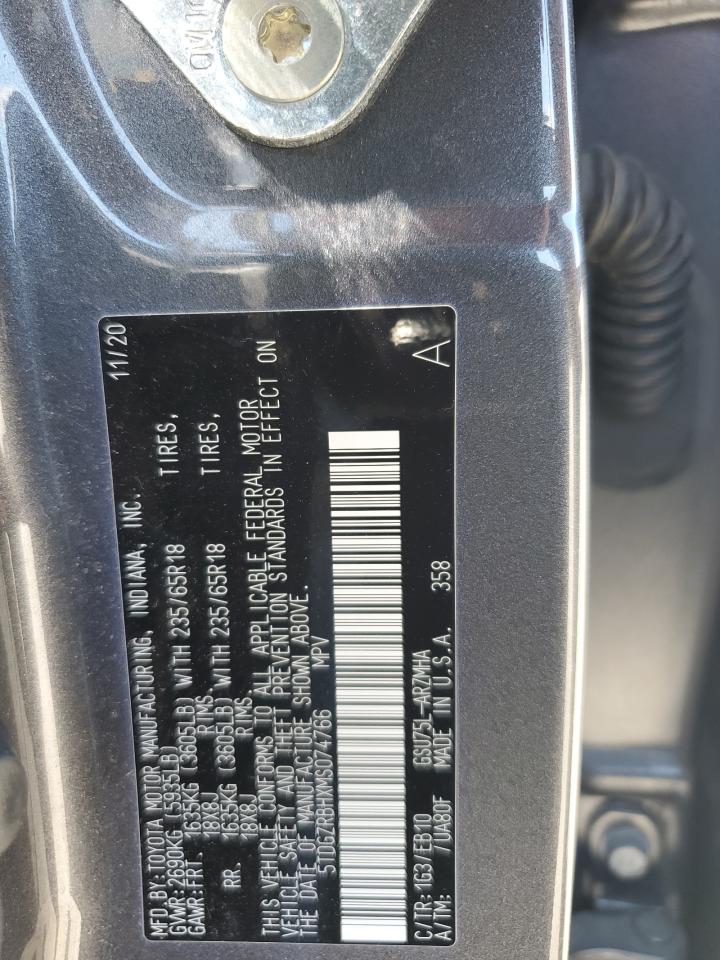 MFD.BY:TOYOTA MOTOR MANUFACTURING, INDIANA, INC. 11/20
GVWR:2690KG (5935LB)
GAWR:FRT. 1635KG (3605LB) WITH 235/65R18 TIRES,
18X8J RIMS.
RR. 1635KG (3605LB) WITH 235/65R18 TIRES,
18X8J RIMS.
THIS VEHICLE CONFORMS TO ALL APPLICABLE FEDERAL MOTOR
VEHICLE SAFETY AND THEFT PREVENTION STANDARDS IN EFFECT ON
THE DATE OF MANUFACTURE SHOWN ABOVE.
5TDGZRBHXMS074766 MPV
C/TR: 1G3/EB10 GSU75L-ARZMHA
A/TM: /UA80F MADE IN U.S.A. 358 A